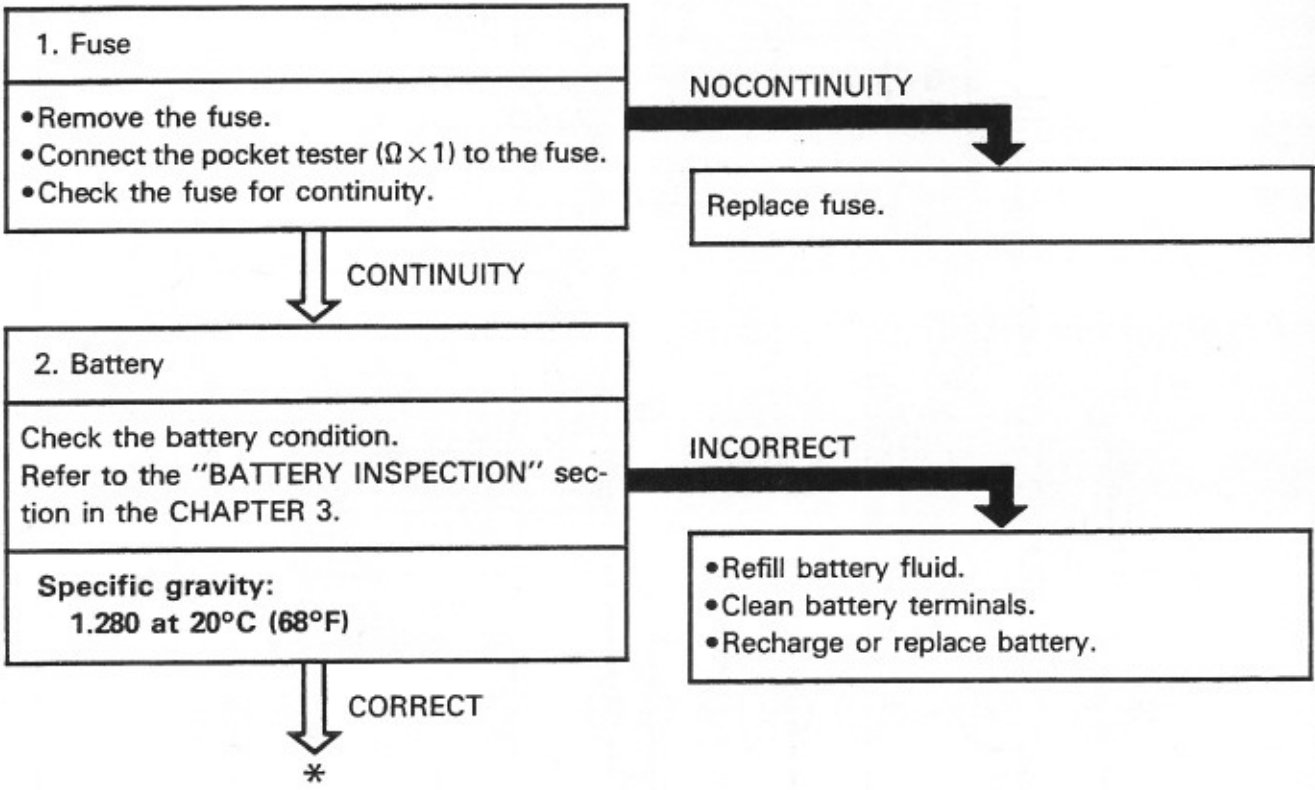 1. Fuse
•Remove the fuse.
•Connect the pocket tester (Ω×1) to the fuse.
•Check the fuse for continuity.
NOCONTINUITY
Replace fuse.
CONTINUITY
2. Battery
Check the battery condition.
Refer to the "BATTERY INSPECTION" sec-
tion in the CHAPTER 3.
Specific gravity:
1.280 at 20°C (68°F)
INCORRECT
•Refill battery fluid.
•Clean battery terminals.
•Recharge or replace battery.
CORRECT
*